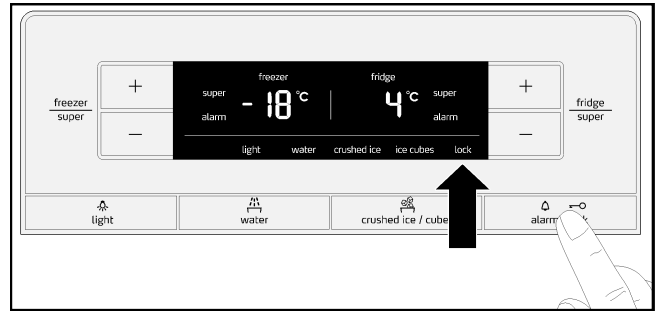 freezer
super
+
−
freezer
fridge
super
alarm
-18°C
4°C
super
alarm
light
water
crushed ice
ice cubes
lock
+
−
fridge
super
light
water
crushed ice / cube
alarm